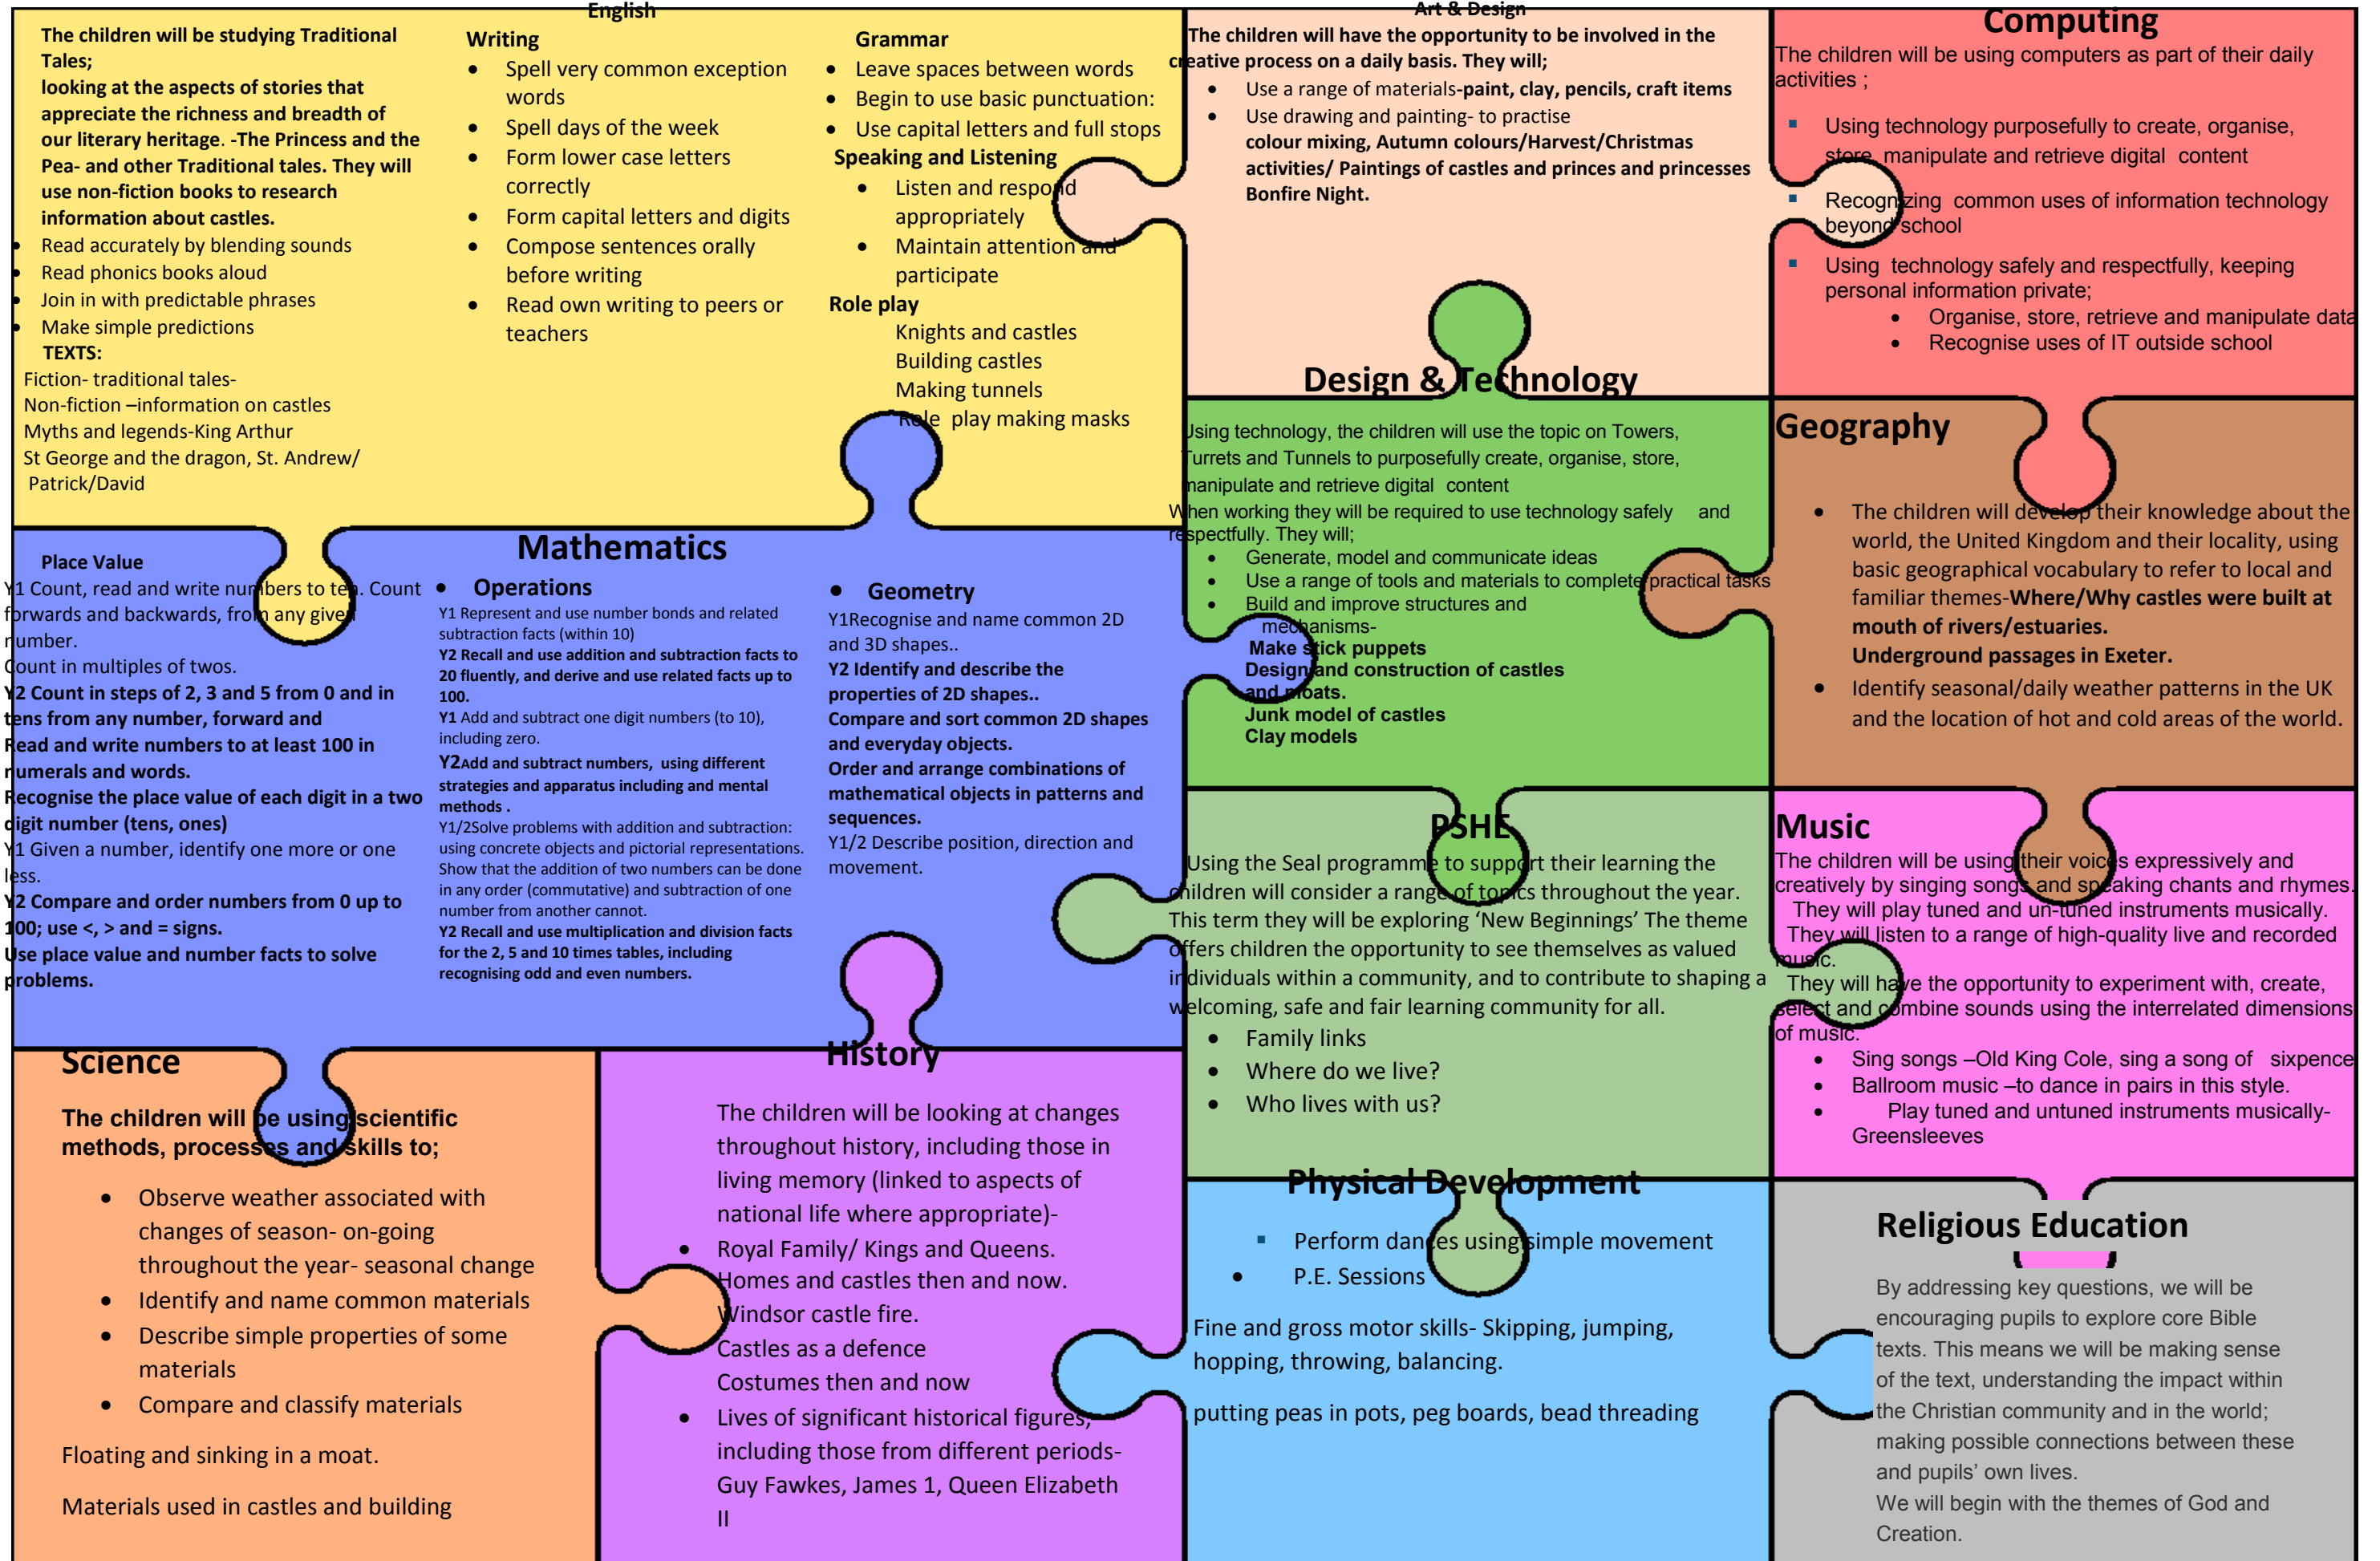 English
The children will be studying Traditional
Tales;
looking at the aspects of stories that
appreciate the richness and breadth of
our literary heritage. -The Princess and the
Pea- and other Traditional tales. They will
use non-fiction books to research
information about castles.
• Read accurately by blending sounds
• Read phonics books aloud
• Join in with predictable phrases
• Make simple predictions
TEXTS:
Fiction- traditional tales-
Non-fiction –information on castles
Myths and legends-King Arthur
St George and the dragon, St. Andrew/
Patrick/David
Writing
• Spell very common exception
words
• Spell days of the week
• Form lower case letters
correctly
• Form capital letters and digits
• Compose sentences orally
before writing
• Read own writing to peers or
teachers
Grammar
• Leave spaces between words
• Begin to use basic punctuation:
• Use capital letters and full stops
Speaking and Listening
• Listen and respond
appropriately
• Maintain attention and
participate
Role play
Knights and castles
Building castles
Making tunnels
Role play making masks
Art & Design
The children will have the opportunity to be involved in the
creative process on a daily basis. They will;
• Use a range of materials-paint, clay, pencils, craft items
• Use drawing and painting- to practise
colour mixing, Autumn colours/Harvest/Christmas
activities/ Paintings of castles and princes and princesses
Bonfire Night.
Computing
The children will be using computers as part of their daily
activities ;
▪ Using technology purposefully to create, organise,
store, manipulate and retrieve digital content
▪ Recognizing common uses of information technology
beyond school
▪ Using technology safely and respectfully, keeping
personal information private;
• Organise, store, retrieve and manipulate data
• Recognise uses of IT outside school
Design & Technology
Using technology, the children will use the topic on Towers,
Turrets and Tunnels to purposefully create, organise, store,
manipulate and retrieve digital content
When working they will be required to use technology safely and
respectfully. They will;
• Generate, model and communicate ideas
• Use a range of tools and materials to complete practical tasks
• Build and improve structures and
mechanisms-
Make stick puppets
Design and construction of castles
and moats.
Junk model of castles
Clay models
Geography
• The children will develop their knowledge about the
world, the United Kingdom and their locality, using
basic geographical vocabulary to refer to local and
familiar themes-Where/Why castles were built at
mouth of rivers/estuaries.
Underground passages in Exeter.
• Identify seasonal/daily weather patterns in the UK
and the location of hot and cold areas of the world.
Mathematics
Place Value
Y1 Count, read and write numbers to ten. Count
forwards and backwards, from any given
number.
Count in multiples of twos.
Y2 Count in steps of 2, 3 and 5 from 0 and in
tens from any number, forward and
Read and write numbers to at least 100 in
numerals and words.
Recognise the place value of each digit in a two
digit number (tens, ones)
Y1 Given a number, identify one more or one
less.
Y2 Compare and order numbers from 0 up to
100; use <, > and = signs.
Use place value and number facts to solve
problems.
• Operations
Y1 Represent and use number bonds and related
subtraction facts (within 10)
Y2 Recall and use addition and subtraction facts to
20 fluently, and derive and use related facts up to
100.
Y1 Add and subtract one digit numbers (to 10),
including zero.
Y2Add and subtract numbers, using different
strategies and apparatus including and mental
methods .
Y1/2Solve problems with addition and subtraction:
using concrete objects and pictorial representations.
Show that the addition of two numbers can be done
in any order (commutative) and subtraction of one
number from another cannot.
Y2 Recall and use multiplication and division facts
for the 2, 5 and 10 times tables, including
recognising odd and even numbers.
• Geometry
Y1Recognise and name common 2D
and 3D shapes..
Y2 Identify and describe the
properties of 2D shapes..
Compare and sort common 2D shapes
and everyday objects.
Order and arrange combinations of
mathematical objects in patterns and
sequences.
Y1/2 Describe position, direction and
movement.
PSHE
Using the Seal programme to support their learning the
children will consider a range of topics throughout the year.
This term they will be exploring ‘New Beginnings’ The theme
offers children the opportunity to see themselves as valued
individuals within a community, and to contribute to shaping a
welcoming, safe and fair learning community for all.
• Family links
• Where do we live?
• Who lives with us?
Music
The children will be using their voices expressively and
creatively by singing songs and speaking chants and rhymes.
They will play tuned and un-tuned instruments musically.
They will listen to a range of high-quality live and recorded
music.
They will have the opportunity to experiment with, create,
select and combine sounds using the interrelated dimensions
of music.
• Sing songs –Old King Cole, sing a song of sixpence
• Ballroom music –to dance in pairs in this style.
• Play tuned and untuned instruments musically-
Greensleeves
Science
The children will be using scientific
methods, processes and skills to;
• Observe weather associated with
changes of season- on-going
throughout the year- seasonal change
• Identify and name common materials
• Describe simple properties of some
materials
• Compare and classify materials
Floating and sinking in a moat.
Materials used in castles and building
History
The children will be looking at changes
throughout history, including those in
living memory (linked to aspects of
national life where appropriate)-
• Royal Family/ Kings and Queens.
Homes and castles then and now.
Windsor castle fire.
Castles as a defence
Costumes then and now
• Lives of significant historical figures,
including those from different periods-
Guy Fawkes, James 1, Queen Elizabeth
II
Physical Development
▪ Perform dances using simple movement
• P.E. Sessions
Fine and gross motor skills- Skipping, jumping,
hopping, throwing, balancing.
putting peas in pots, peg boards, bead threading
Religious Education
By addressing key questions, we will be
encouraging pupils to explore core Bible
texts. This means we will be making sense
of the text, understanding the impact within
the Christian community and in the world;
making possible connections between these
and pupils’ own lives.
We will begin with the themes of God and
Creation.